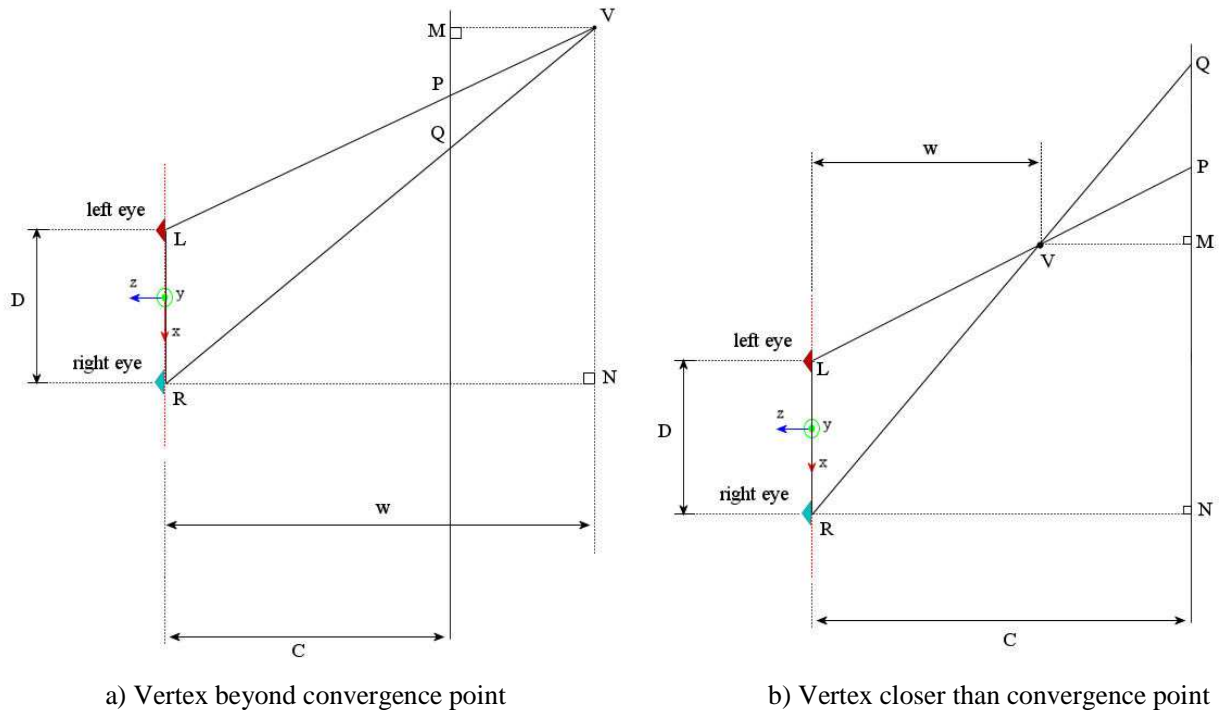 V
M
P
Q
left eye
L
D
z
y
x
right eye
R
N
w
C
a) Vertex beyond convergence point
Q
w
P
M
V
left eye
L
D
z
y
x
right eye
R
N
C
b) Vertex closer than convergence point